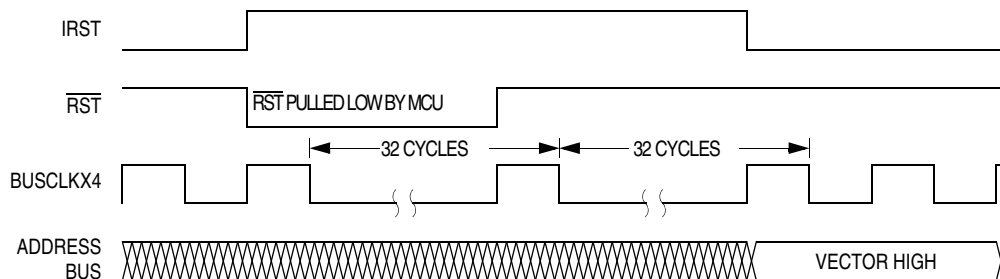 IRST
RST
RST PULLED LOW BY MCU
32 CYCLES 32 CYCLES
BUSCLKX4
ADDRESS
BUS
VECTOR HIGH